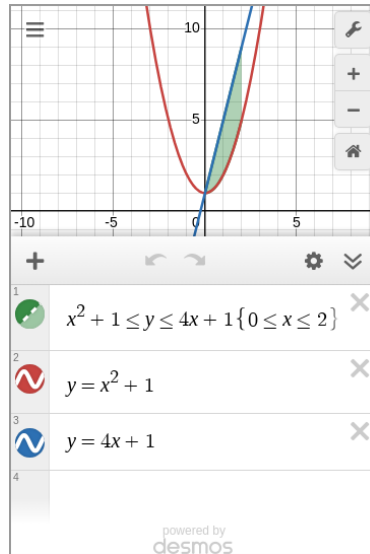 10
5
-10 -5 0 5
1
x² + 1 ≤ y ≤ 4x + 1{0 ≤ x ≤ 2}
2
y = x² + 1
3
y = 4x + 1
4
powered by
desmos